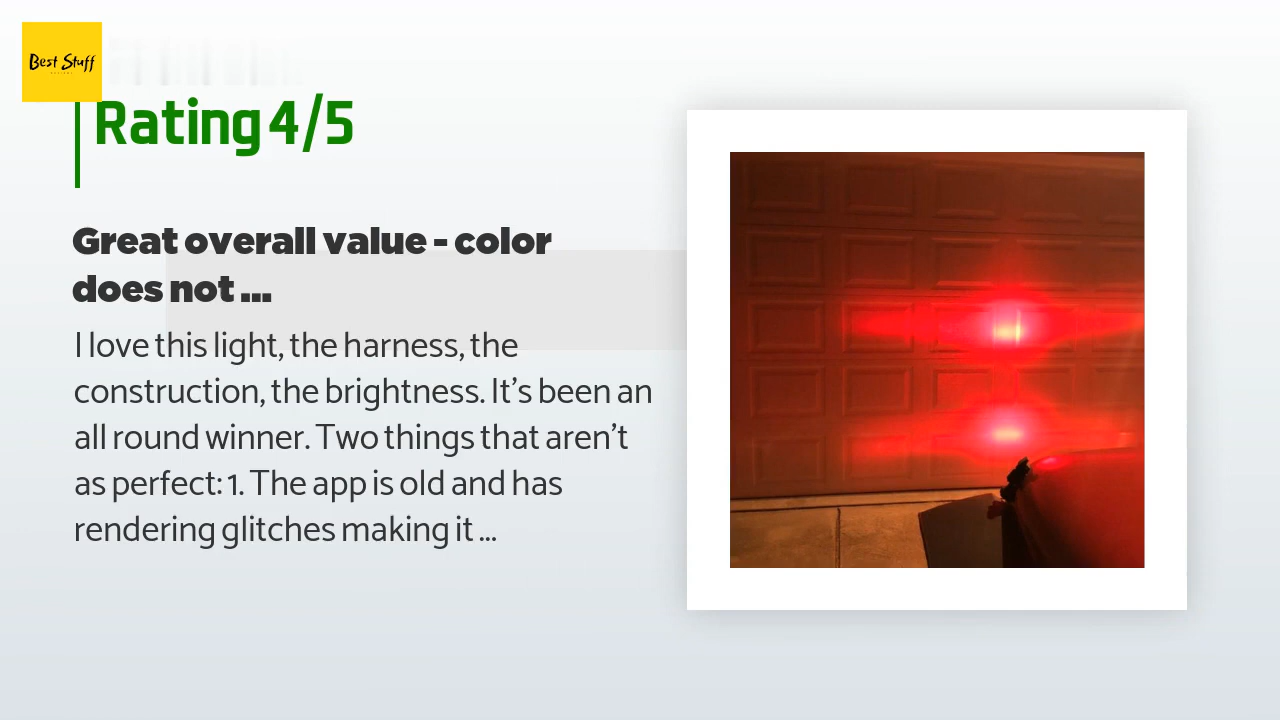 Best Stuff
Rating 4/5
Great overall value - color
does not ...
I love this light, the harness, the
construction, the brightness. It's been an
all round winner. Two things that aren't
as perfect: 1. The app is old and has
rendering glitches making it ...